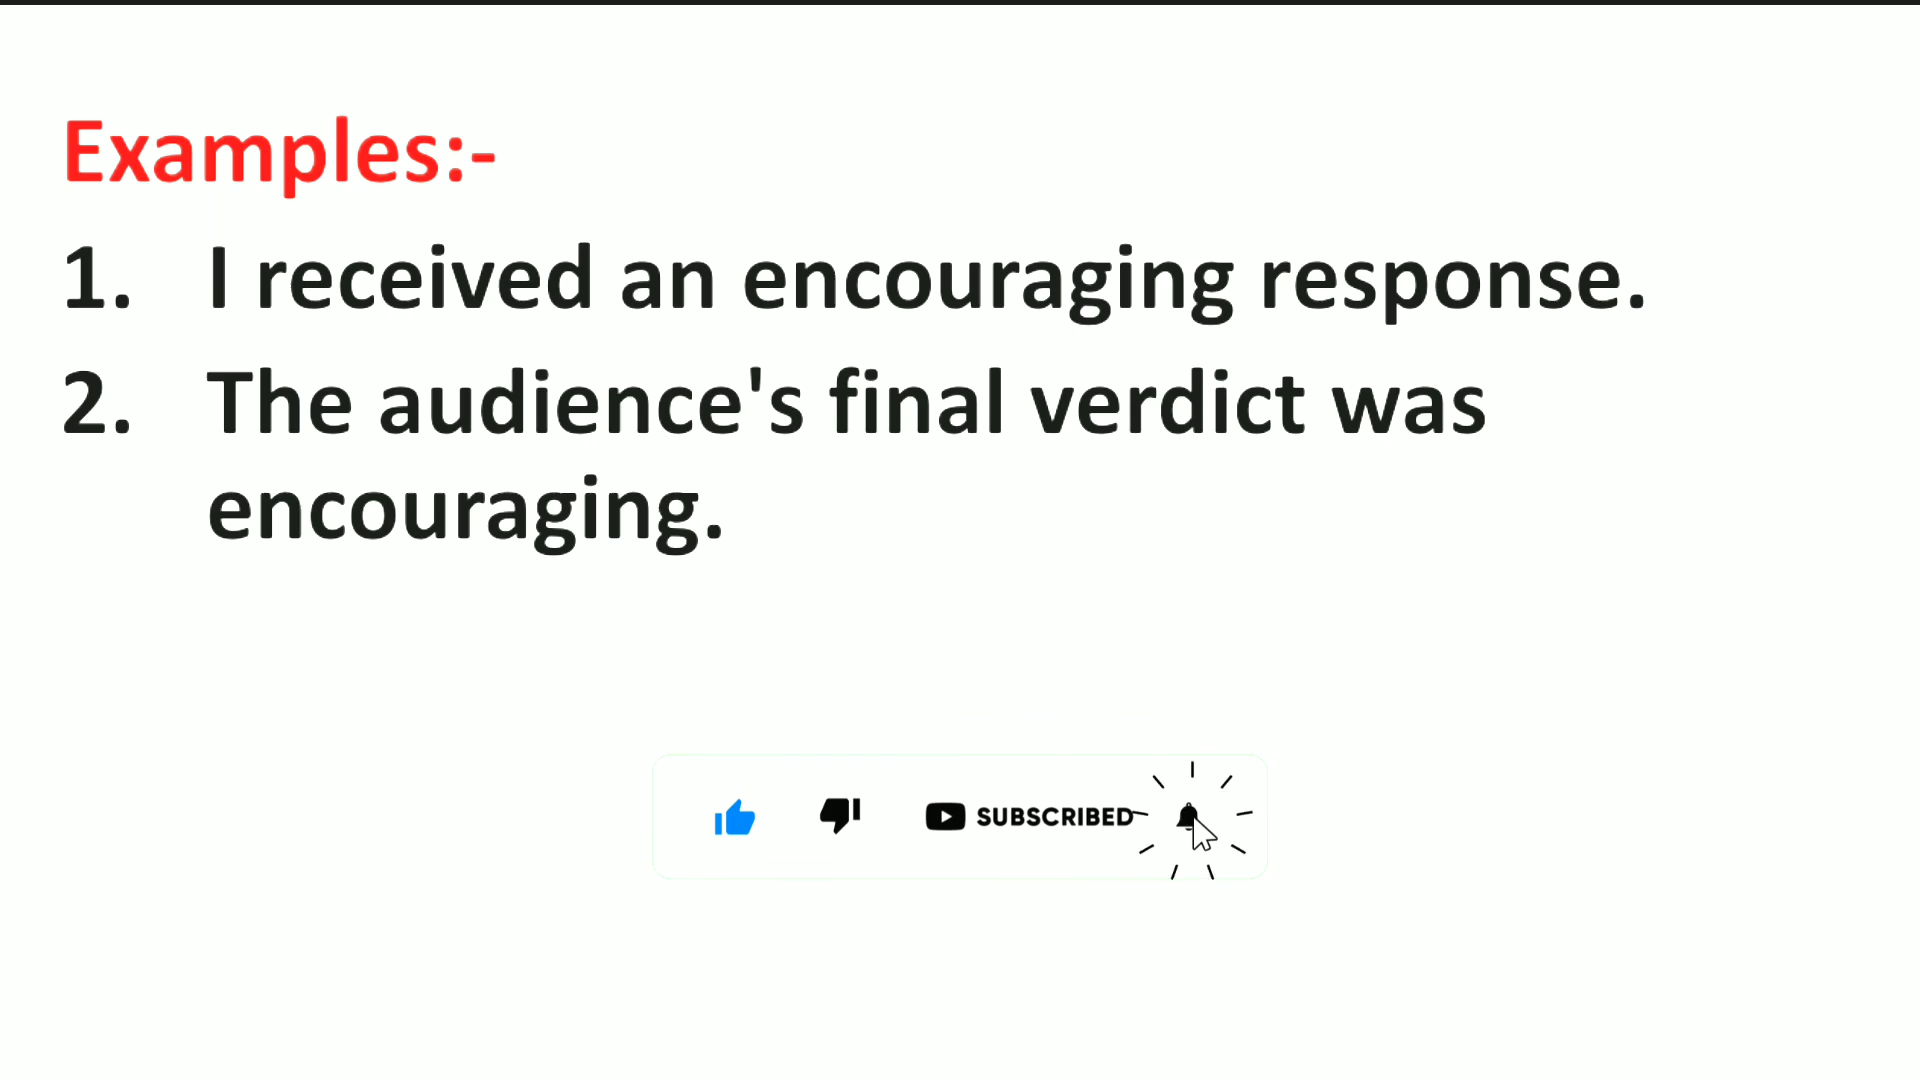 Examples:-
1. I received an encouraging response.
2. The audience's final verdict was
encouraging.
SUBSCRIBED